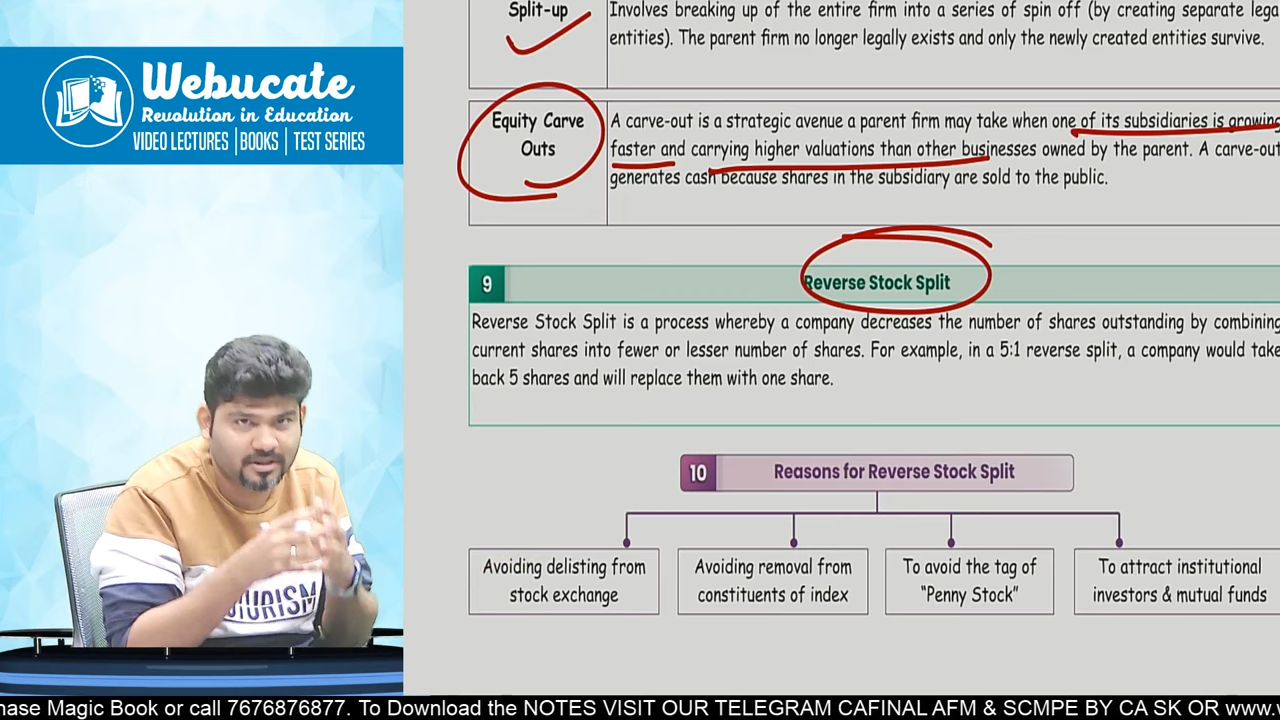 Webucate
Revolution in Education
VIDEO LECTURES | BOOKS | TEST SERIES
Split-up
Involves breaking up of the entire firm into a series of spin off (by creating separate lega
entities). The parent firm no longer legally exists and only the newly created entities survive.
Equity Carve
Outs
A carve-out is a strategic avenue a parent firm may take when one of its subsidiaries is growing
faster and carrying higher valuations than other businesses owned by the parent. A carve-out
generates cash because shares in the subsidiary are sold to the public.
9
Reverse Stock Split
Reverse Stock Split is a process whereby a company decreases the number of shares outstanding by combining
current shares into fewer or lesser number of shares. For example, in a 5:1 reverse split, a company would take
back 5 shares and will replace them with one share.
10 Reasons for Reverse Stock Split
Avoiding delisting from
stock exchange
Avoiding removal from
constituents of index
To avoid the tag of
“Penny Stock”
To attract institutional
investors & mutual funds
hase Magic Book or call 7676876877. To Download the NOTES VISIT OUR TELEGRAM CAFINAL AFM & SCMPE BY CA SK OR www.